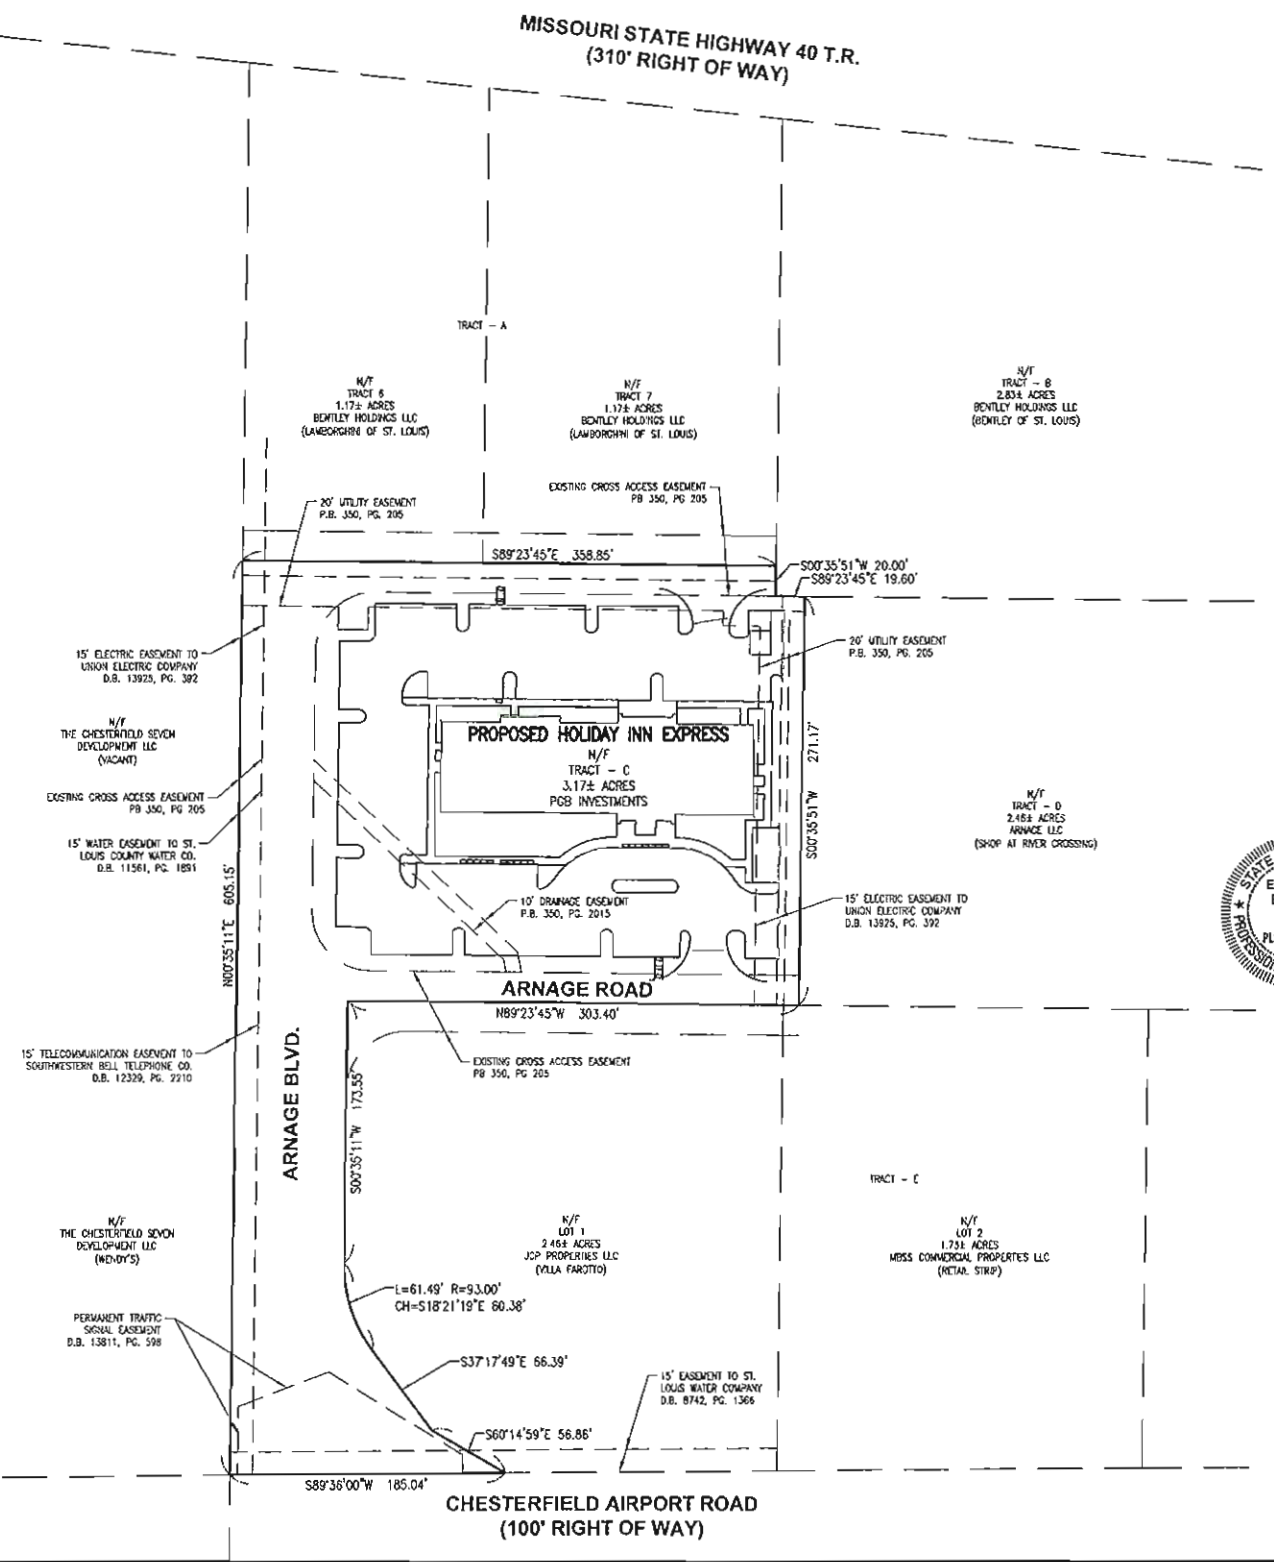 MISSOURI STATE HIGHWAY 40 T.R.
(310' RIGHT OF WAY)
TRACT - A
N/F
TRACT 6
1.17± ACRES
BENTLEY HOLDINGS LLC
(LAMBORGHINI OF ST. LOUIS)
N/F
TRACT 7
1.17± ACRES
BENTLEY HOLDINGS LLC
(LAMBORGHINI OF ST. LOUIS)
N/F
TRACT - B
2.83± ACRES
BENTLEY HOLDINGS LLC
(BENTLEY OF ST. LOUIS)
20' UTILITY EASEMENT
P.B. 350, PG. 205
EXISTING CROSS ACCESS EASEMENT
PB 350, PG 205
S89°23'45"E 358.85'
S00°35'51"W 20.00'
S89°23'45"E 19.60'
15' ELECTRIC EASEMENT TO
UNION ELECTRIC COMPANY
D.B. 13925, PG. 392
20' UTILITY EASEMENT
P.B. 350, PG. 205
N/F
THE CHESTERFIELD SEVEN
DEVELOPMENT LLC
(VACANT)
PROPOSED HOLIDAY INN EXPRESS
N/F
TRACT - C
3.17± ACRES
PGB INVESTMENTS
S00°35'51"W 271.17'
EXISTING CROSS ACCESS EASEMENT
PB 350, PG 205
N/F
TRACT - D
2.46± ACRES
ARNAGE LLC
(SHOP AT RIVER CROSSING)
15' WATER EASEMENT TO ST.
LOUIS COUNTY WATER CO.
D.B. 11561, PG. 1891
N00°35'11"E 605.15'
10' DRAINAGE EASEMENT
P.B. 350, PG. 2015
15' ELECTRIC EASEMENT TO
UNION ELECTRIC COMPANY
D.B. 13925, PG. 392
ARNAGE ROAD
N89°23'45"W 303.40'
15' TELECOMMUNICATION EASEMENT TO
SOUTHWESTERN BELL TELEPHONE CO.
D.B. 12329, PG. 2210
ARNAGE BLVD.
S00°35'11"W 173.55'
EXISTING CROSS ACCESS EASEMENT
PB 350, PG 205
TRACT - E
N/F
THE CHESTERFIELD SEVEN
DEVELOPMENT LLC
(WENDY'S)
N/F
LOT 1
2.46± ACRES
JCP PROPERTIES LLC
(VILLA FAROTTO)
N/F
LOT 2
1.75± ACRES
MBSS COMMERCIAL PROPERTIES LLC
(RETAIL STRIP)
L=61.49' R=93.00'
CH=S18°21'19"E 60.38'
PERMANENT TRAFFIC
SIGNAL EASEMENT
D.B. 13811, PG. 598
S37°17'49"E 66.39'
15' EASEMENT TO ST.
LOUIS WATER COMPANY
D.B. 8742, PG. 1366
S60°14'59"E 56.86'
S89°36'00"W 185.04'
CHESTERFIELD AIRPORT ROAD
(100' RIGHT OF WAY)